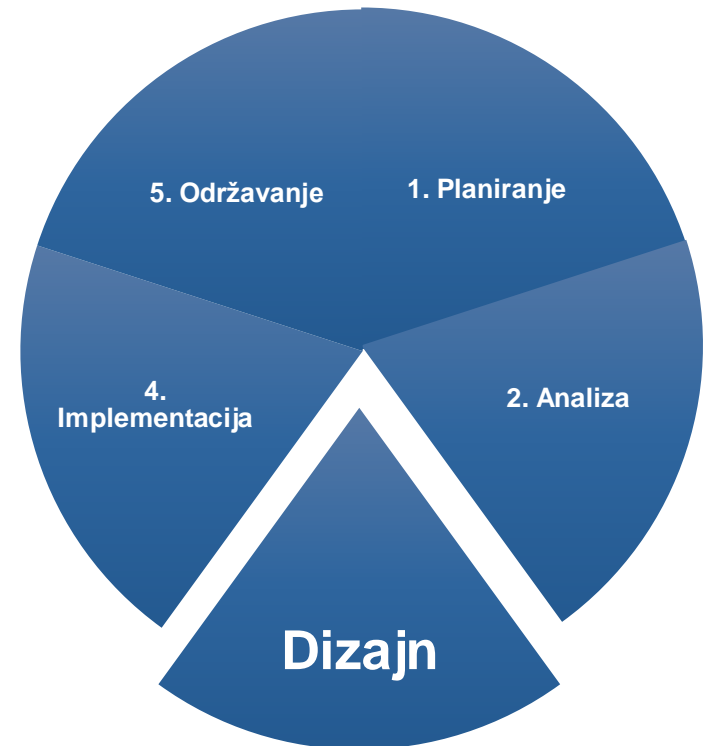 5. Održavanje
1. Planiranje
4.
Implementacija
2. Analiza
Dizajn